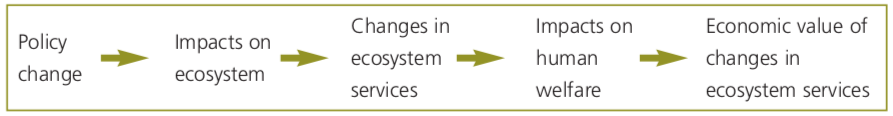 Policy
change
Impacts on
ecosystem
Changes in
ecosystem
services
Impacts on
human
welfare
Economic value of
changes in
ecosystem services